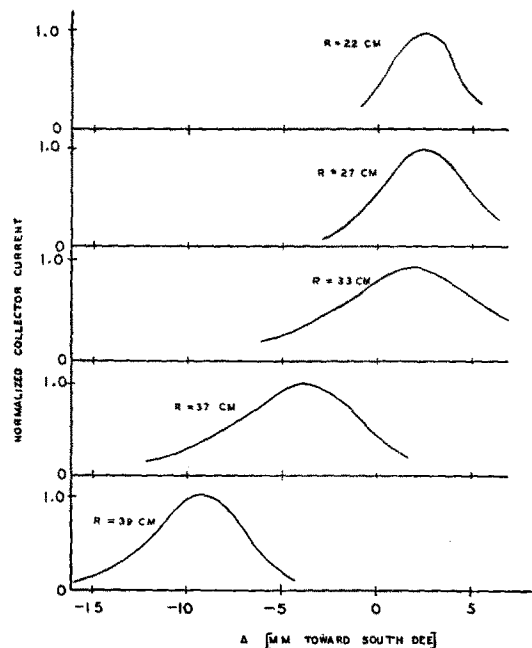 1.0
R = 22 CM
0
1.0
R = 27 CM
0
1.0
R = 33 CM
0
1.0
R = 37 CM
0
1.0
R = 39 CM
0
-15 -10 -5 0 5
Δ [MM TOWARD SOUTH DEE]
NORMALIZED COLLECTOR CURRENT